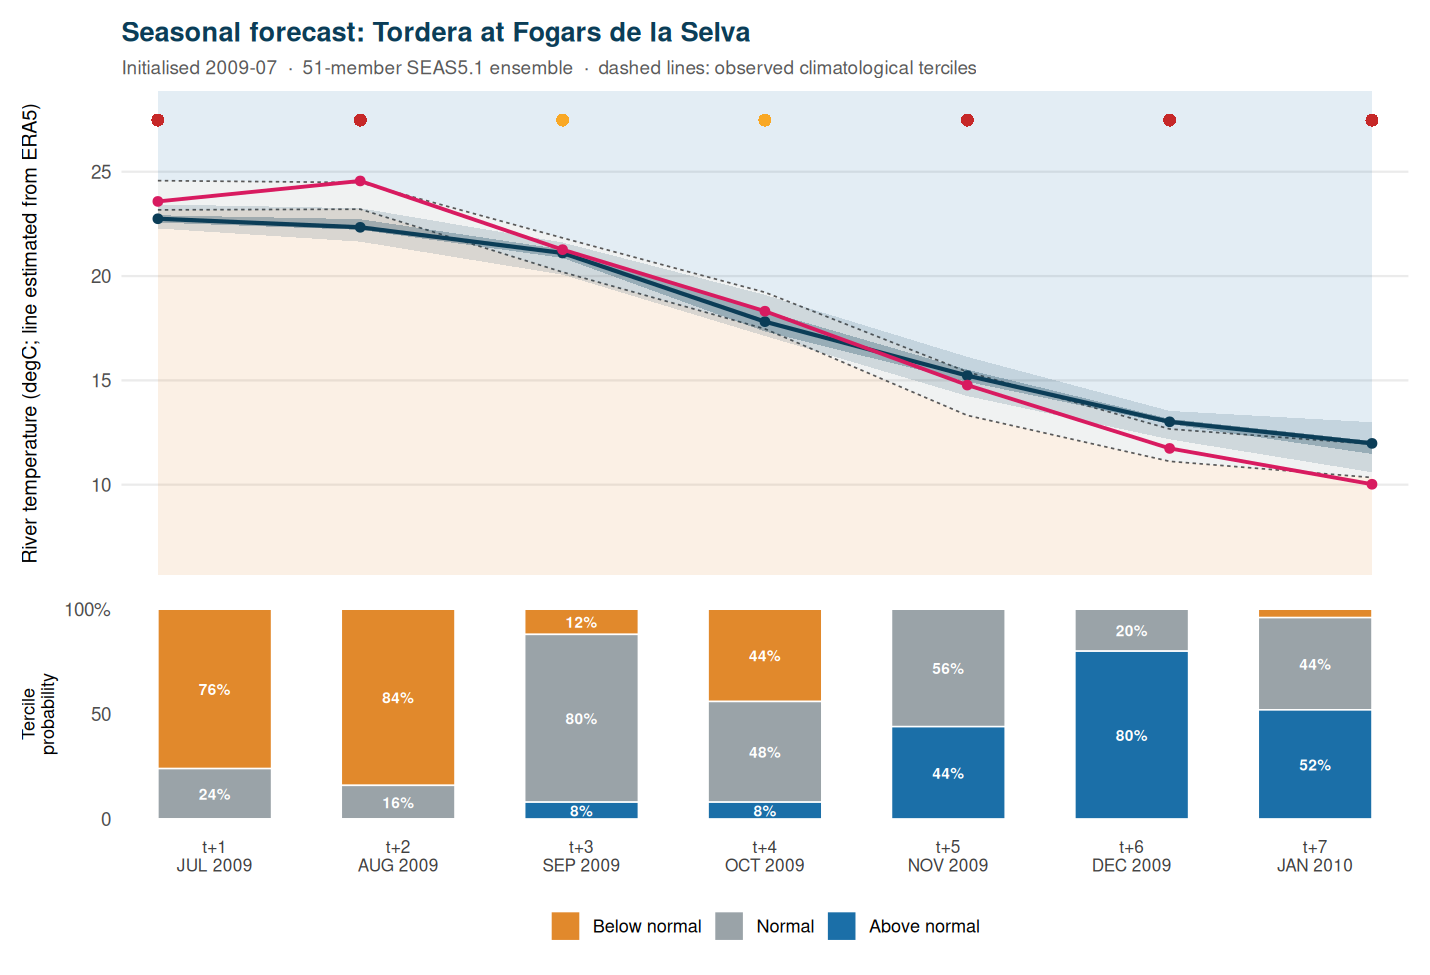 Seasonal forecast: Tordera at Fogars de la Selva
Initialised 2009-07 · 51-member SEAS5.1 ensemble · dashed lines: observed climatological terciles
River temperature (degC; line estimated from ERA5)
25
20
15
10
Tercile
probability
100%
50
0
76%
24%
84%
16%
12%
80%
8%
44%
48%
8%
56%
44%
20%
80%
44%
52%
t+1
JUL 2009
t+2
AUG 2009
t+3
SEP 2009
t+4
OCT 2009
t+5
NOV 2009
t+6
DEC 2009
t+7
JAN 2010
Below normal
Normal
Above normal